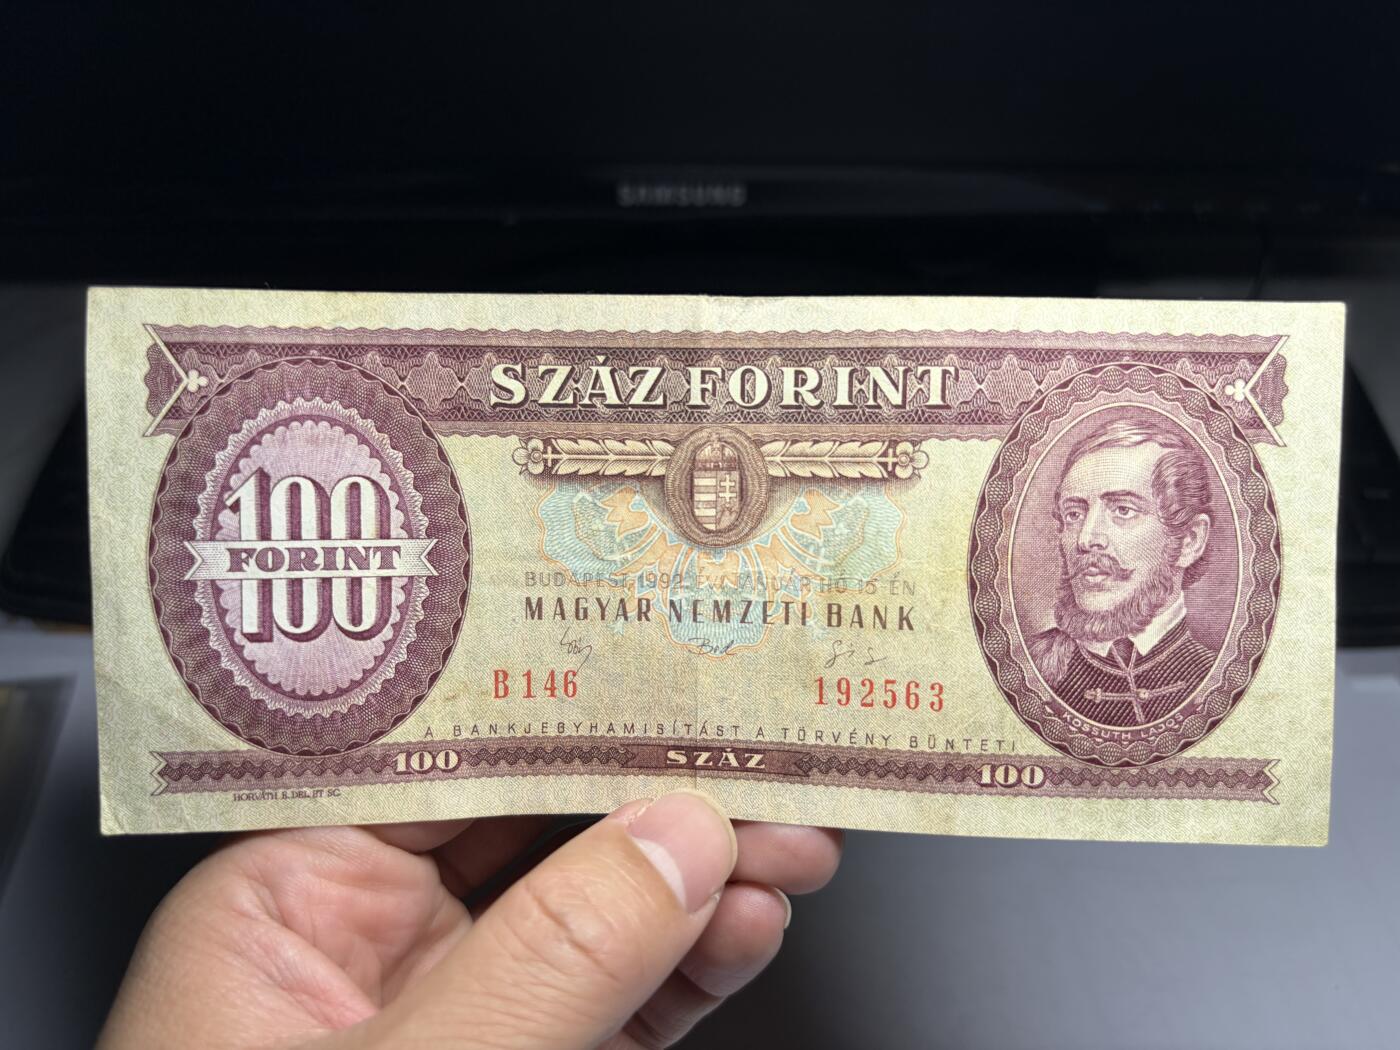 SAMSUNG
SZÁZ FORINT
100
FORINT
BUDAPEST, 1992. ÉVI JANUÁR HÓ 15-ÉN
MAGYAR NEMZETI BANK
B 146
192563
KOSSUTH LAJOS
A BANKJEGYHAMISÍTÁST A TÖRVÉNY BÜNTETI
100
SZÁZ
100
HORVÁTH E. DEL. ET SC.